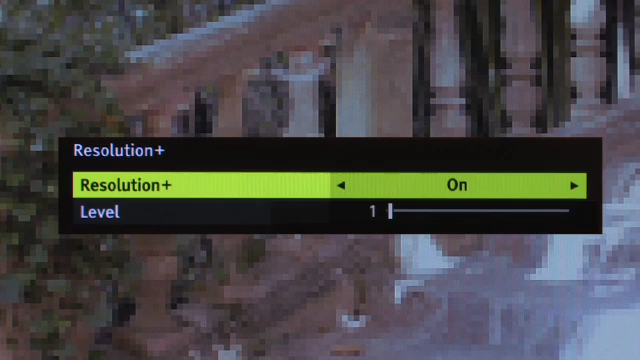 Resolution+
Resolution+ ◄ On ►
Level 1